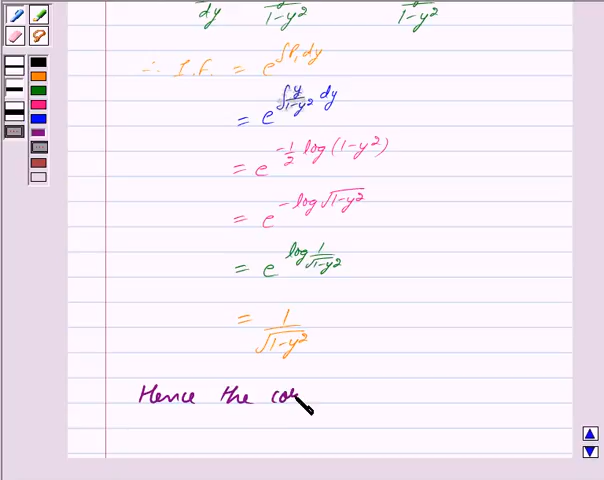 dy 1-y² 1-y²
∴ I.F. = e^{∫P₁dy}
= e^{∫y/(1-y²) dy}
= e^{-1/2 log(1-y²)}
= e^{-log√(1-y²)}
= e^{log 1/√(1-y²)}
= 1/√(1-y²)
Hence the